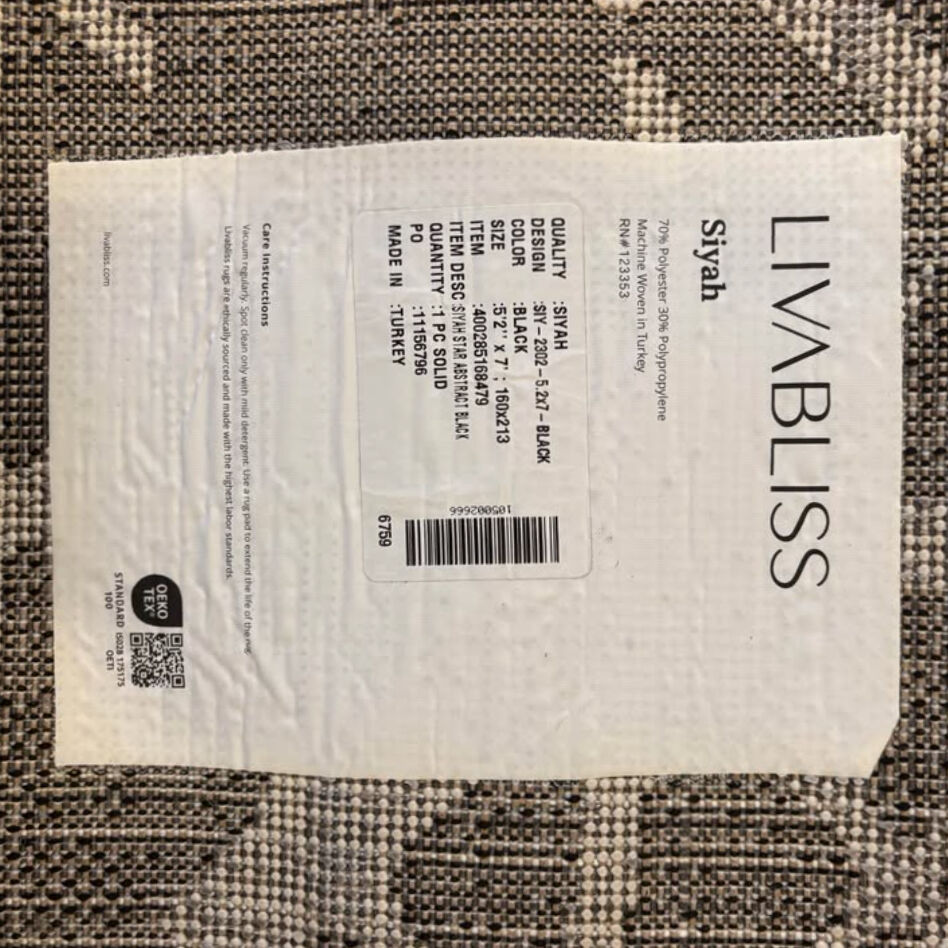 LIVABLISS
Siyah
70% Polyester 30% Polypropylene
Machine Woven in Turkey
RN#123353
QUALITY :SIYAH
DESIGN :SIY - 2302 - 5.2x7 - BLACK
COLOR :BLACK
SIZE :5'2" x 7' ; 160x213
ITEM :400285168479
ITEM DESC :SIYAH STAR ABSTRACT BLACK
QUANTITY :1 PC SOLID
PO :11156796
MADE IN :TURKEY
105002666
6759
Care Instructions
Vacuum regularly. Spot clean only with mild detergent. Use a rug pad to extend the life of the rug.
Livabliss rugs are ethically sourced and made with the highest labor standards.
OEKO
TEX®
STANDARD
100
IS028 175175
OETI
livabliss.com